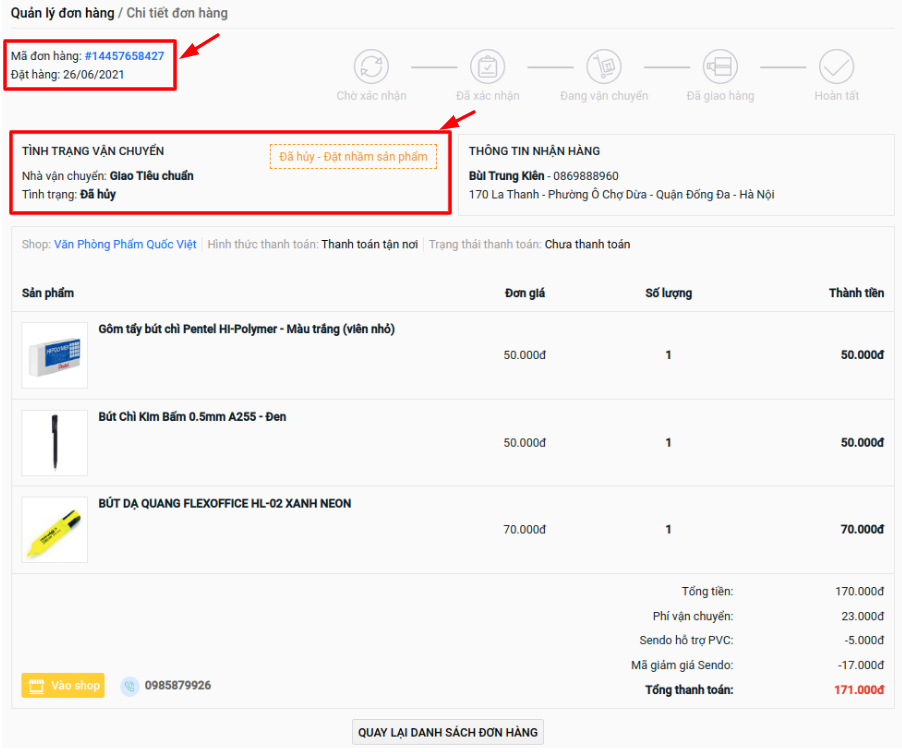 Quản lý đơn hàng / Chi tiết đơn hàng
Mã đơn hàng: #14457658427
Đặt hàng: 26/06/2021
Chờ xác nhận
Đã xác nhận
Đang vận chuyển
Đã giao hàng
Hoàn tất
TÌNH TRẠNG VẬN CHUYỂN
Đã hủy - Đặt nhầm sản phẩm
Nhà vận chuyển: Giao Tiêu chuẩn
Tình trạng: Đã hủy
THÔNG TIN NHẬN HÀNG
Bùi Trung Kiên - 0869888960
170 La Thanh - Phường Ô Chợ Dừa - Quận Đống Đa - Hà Nội
Shop: Văn Phòng Phẩm Quốc Việt | Hình thức thanh toán: Thanh toán tận nơi | Trạng thái thanh toán: Chưa thanh toán
Sản phẩm Đơn giá Số lượng Thành tiền
Gôm tẩy bút chì Pentel Hi-Polymer - Màu trắng (viên nhỏ)
50.000đ 1 50.000đ
Bút Chì Kim Bấm 0.5mm A255 - Đen
50.000đ 1 50.000đ
BÚT DẠ QUANG FLEXOFFICE HL-02 XANH NEON
70.000đ 1 70.000đ
Tổng tiền: 170.000đ
Phí vận chuyển: 23.000đ
Sendo hỗ trợ PVC: -5.000đ
Mã giảm giá Sendo: -17.000đ
Tổng thanh toán: 171.000đ
Vào shop 0985879926
QUAY LẠI DANH SÁCH ĐƠN HÀNG